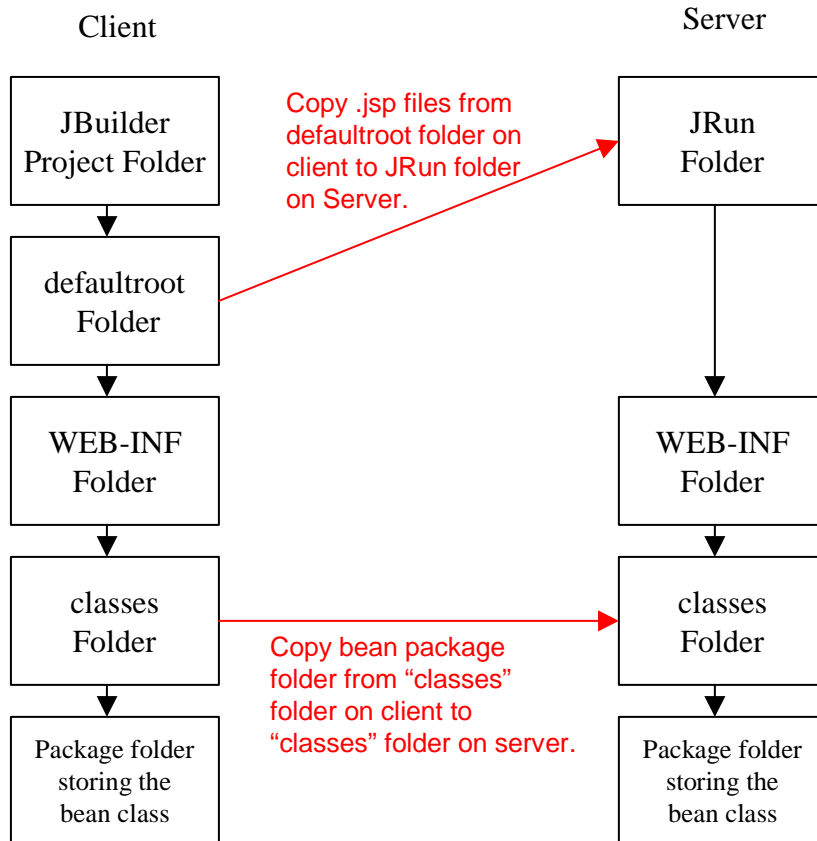 Client
Server
JBuilder
Project Folder
Copy .jsp files from
defaultroot folder on
client to JRun folder
on Server.
JRun
Folder
defaultroot
Folder
WEB-INF
Folder
WEB-INF
Folder
classes
Folder
Copy bean package
folder from “classes”
folder on client to
“classes” folder on server.
classes
Folder
Package folder
storing the
bean class
Package folder
storing the
bean class